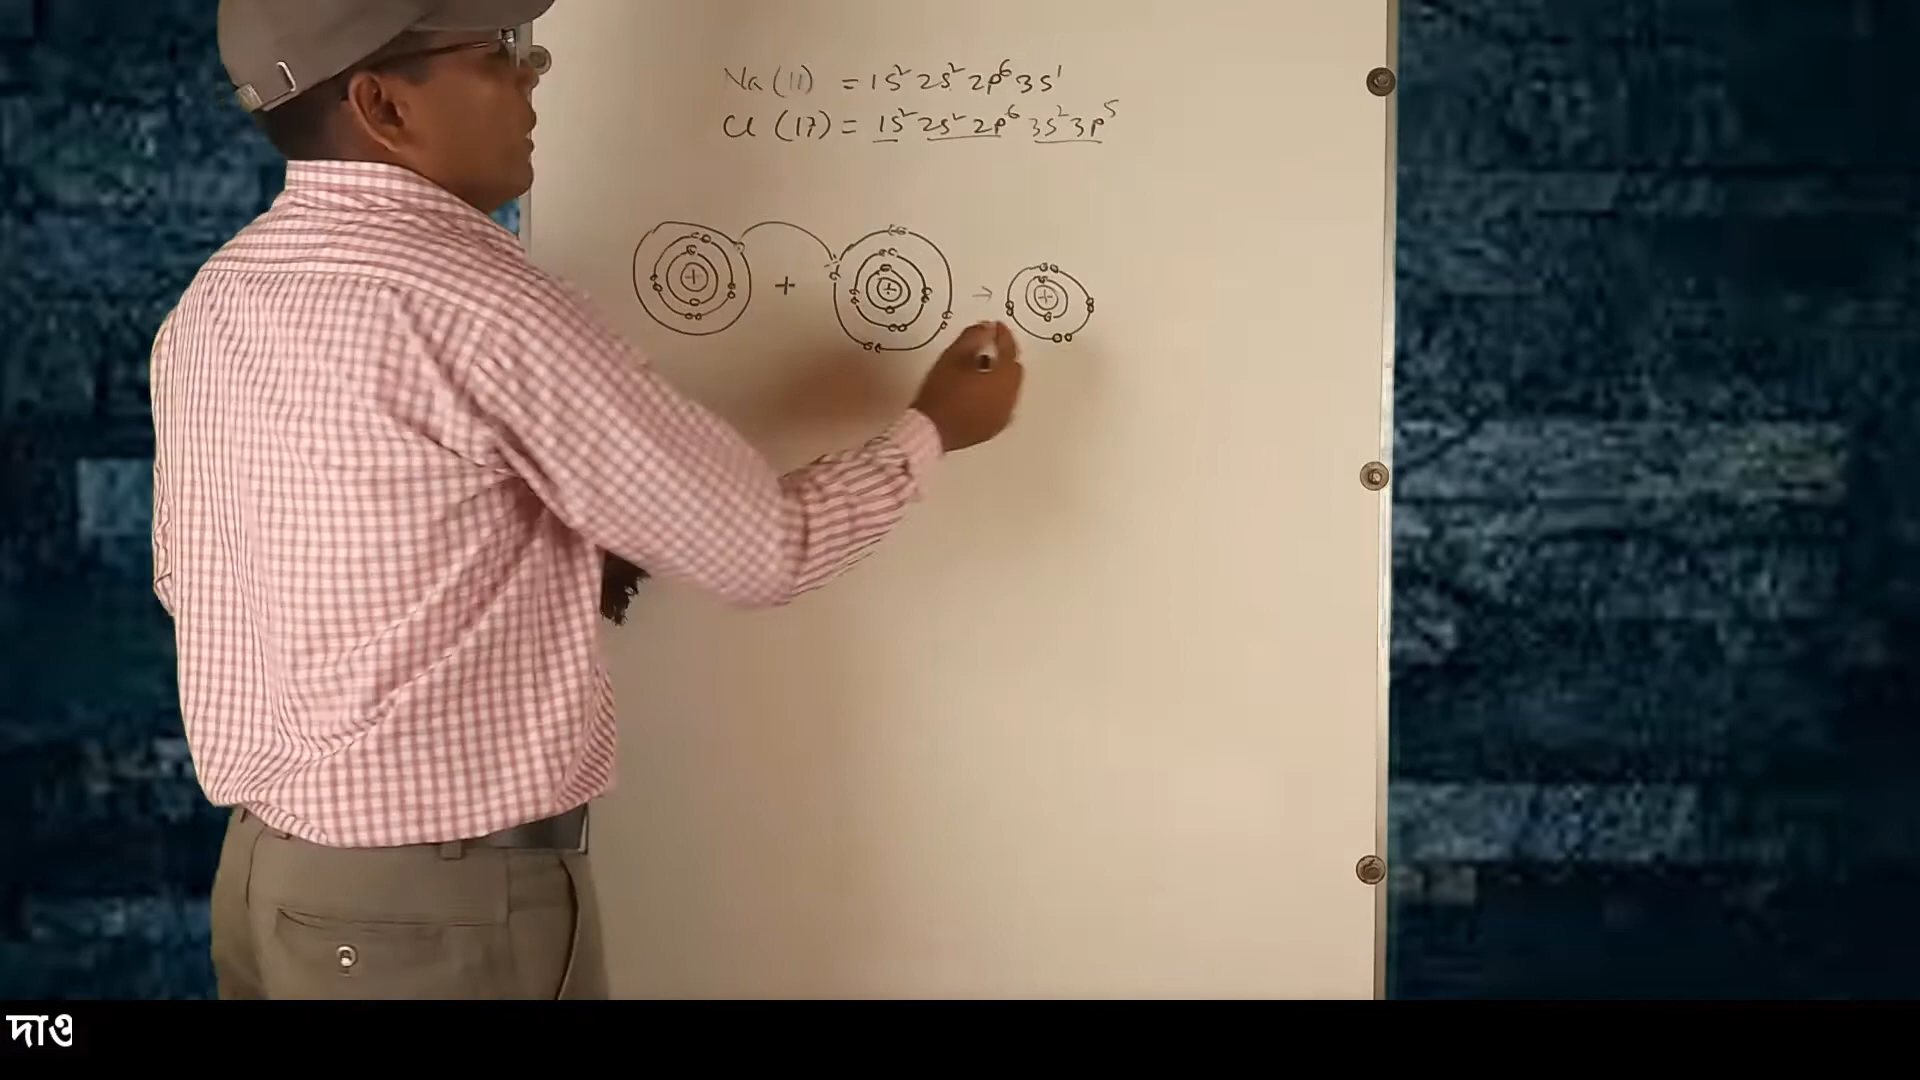 Na (11) = 1s² 2s² 2p⁶ 3s¹
Cl (17) = 1s² 2s² 2p⁶ 3s² 3p⁵
+ + + → +
দাও